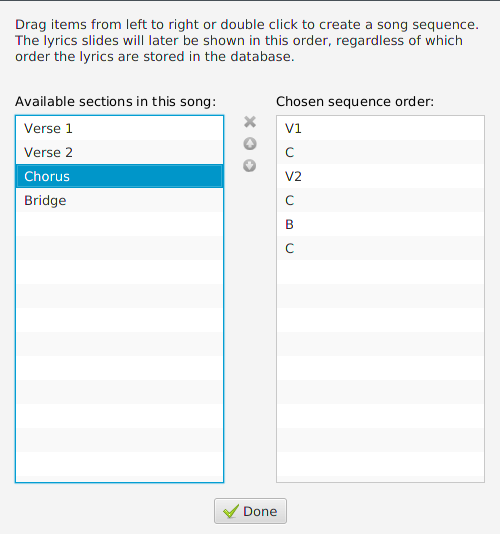 Drag items from left to right or double click to create a song sequence.
The lyrics slides will later be shown in this order, regardless of which
order the lyrics are stored in the database.
Available sections in this song:
Verse 1
Verse 2
Chorus
Bridge
Chosen sequence order:
V1
C
V2
C
B
C
Done